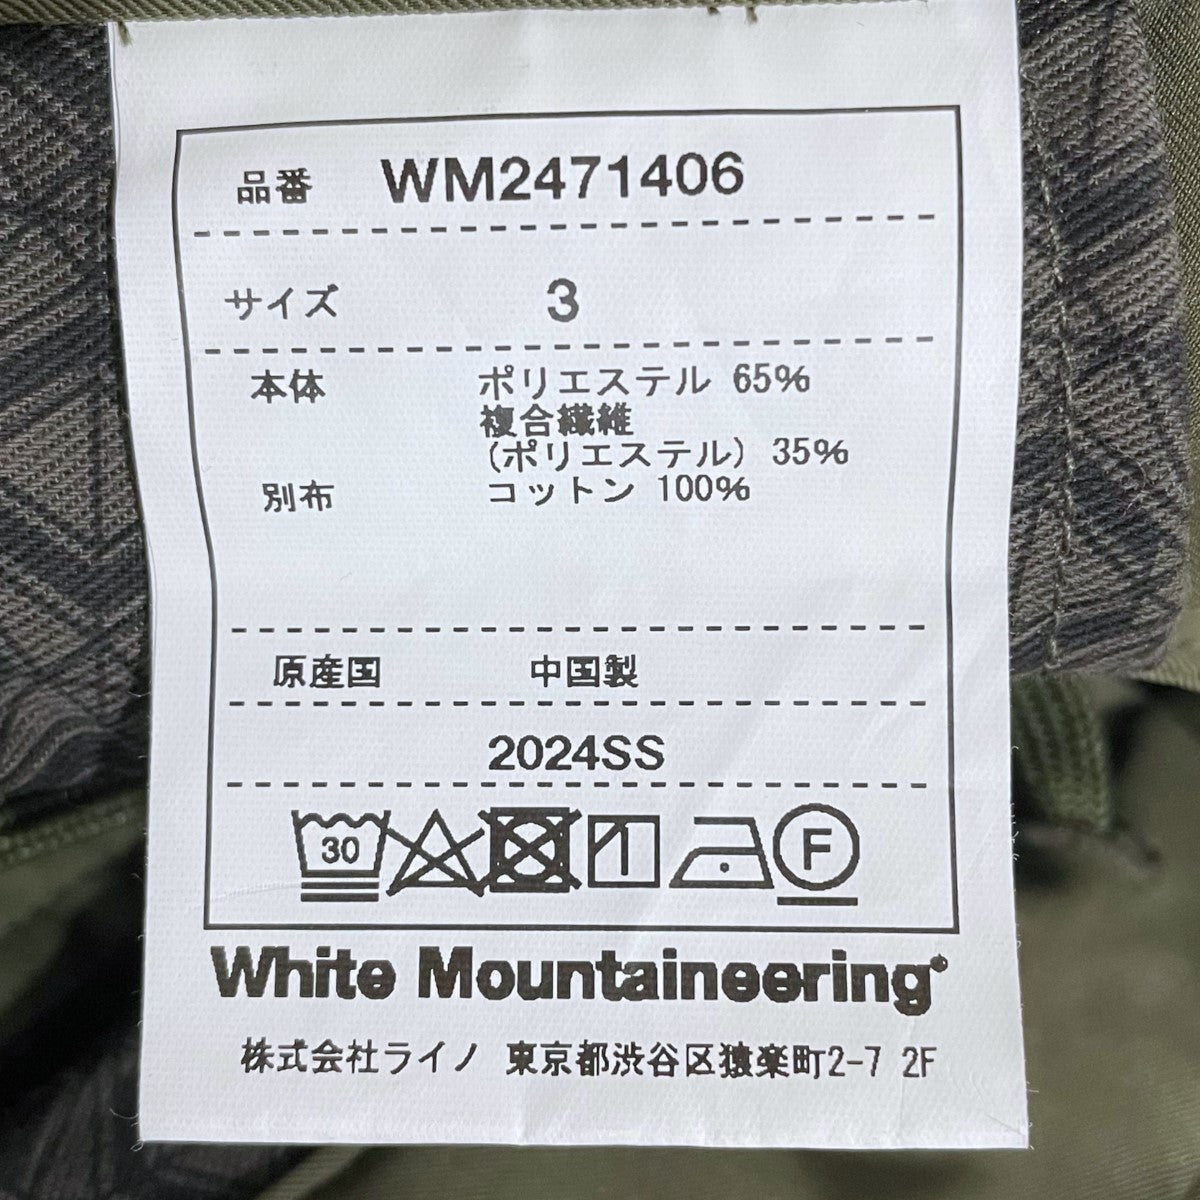 品番 WM2471406
サイズ 3
本体 ポリエステル 65%
複合繊維
(ポリエステル) 35%
別布 コットン 100%
原産国 中国製
2024SS
30 F
White Mountaineering
株式会社ライノ 東京都渋谷区猿楽町2-7 2F